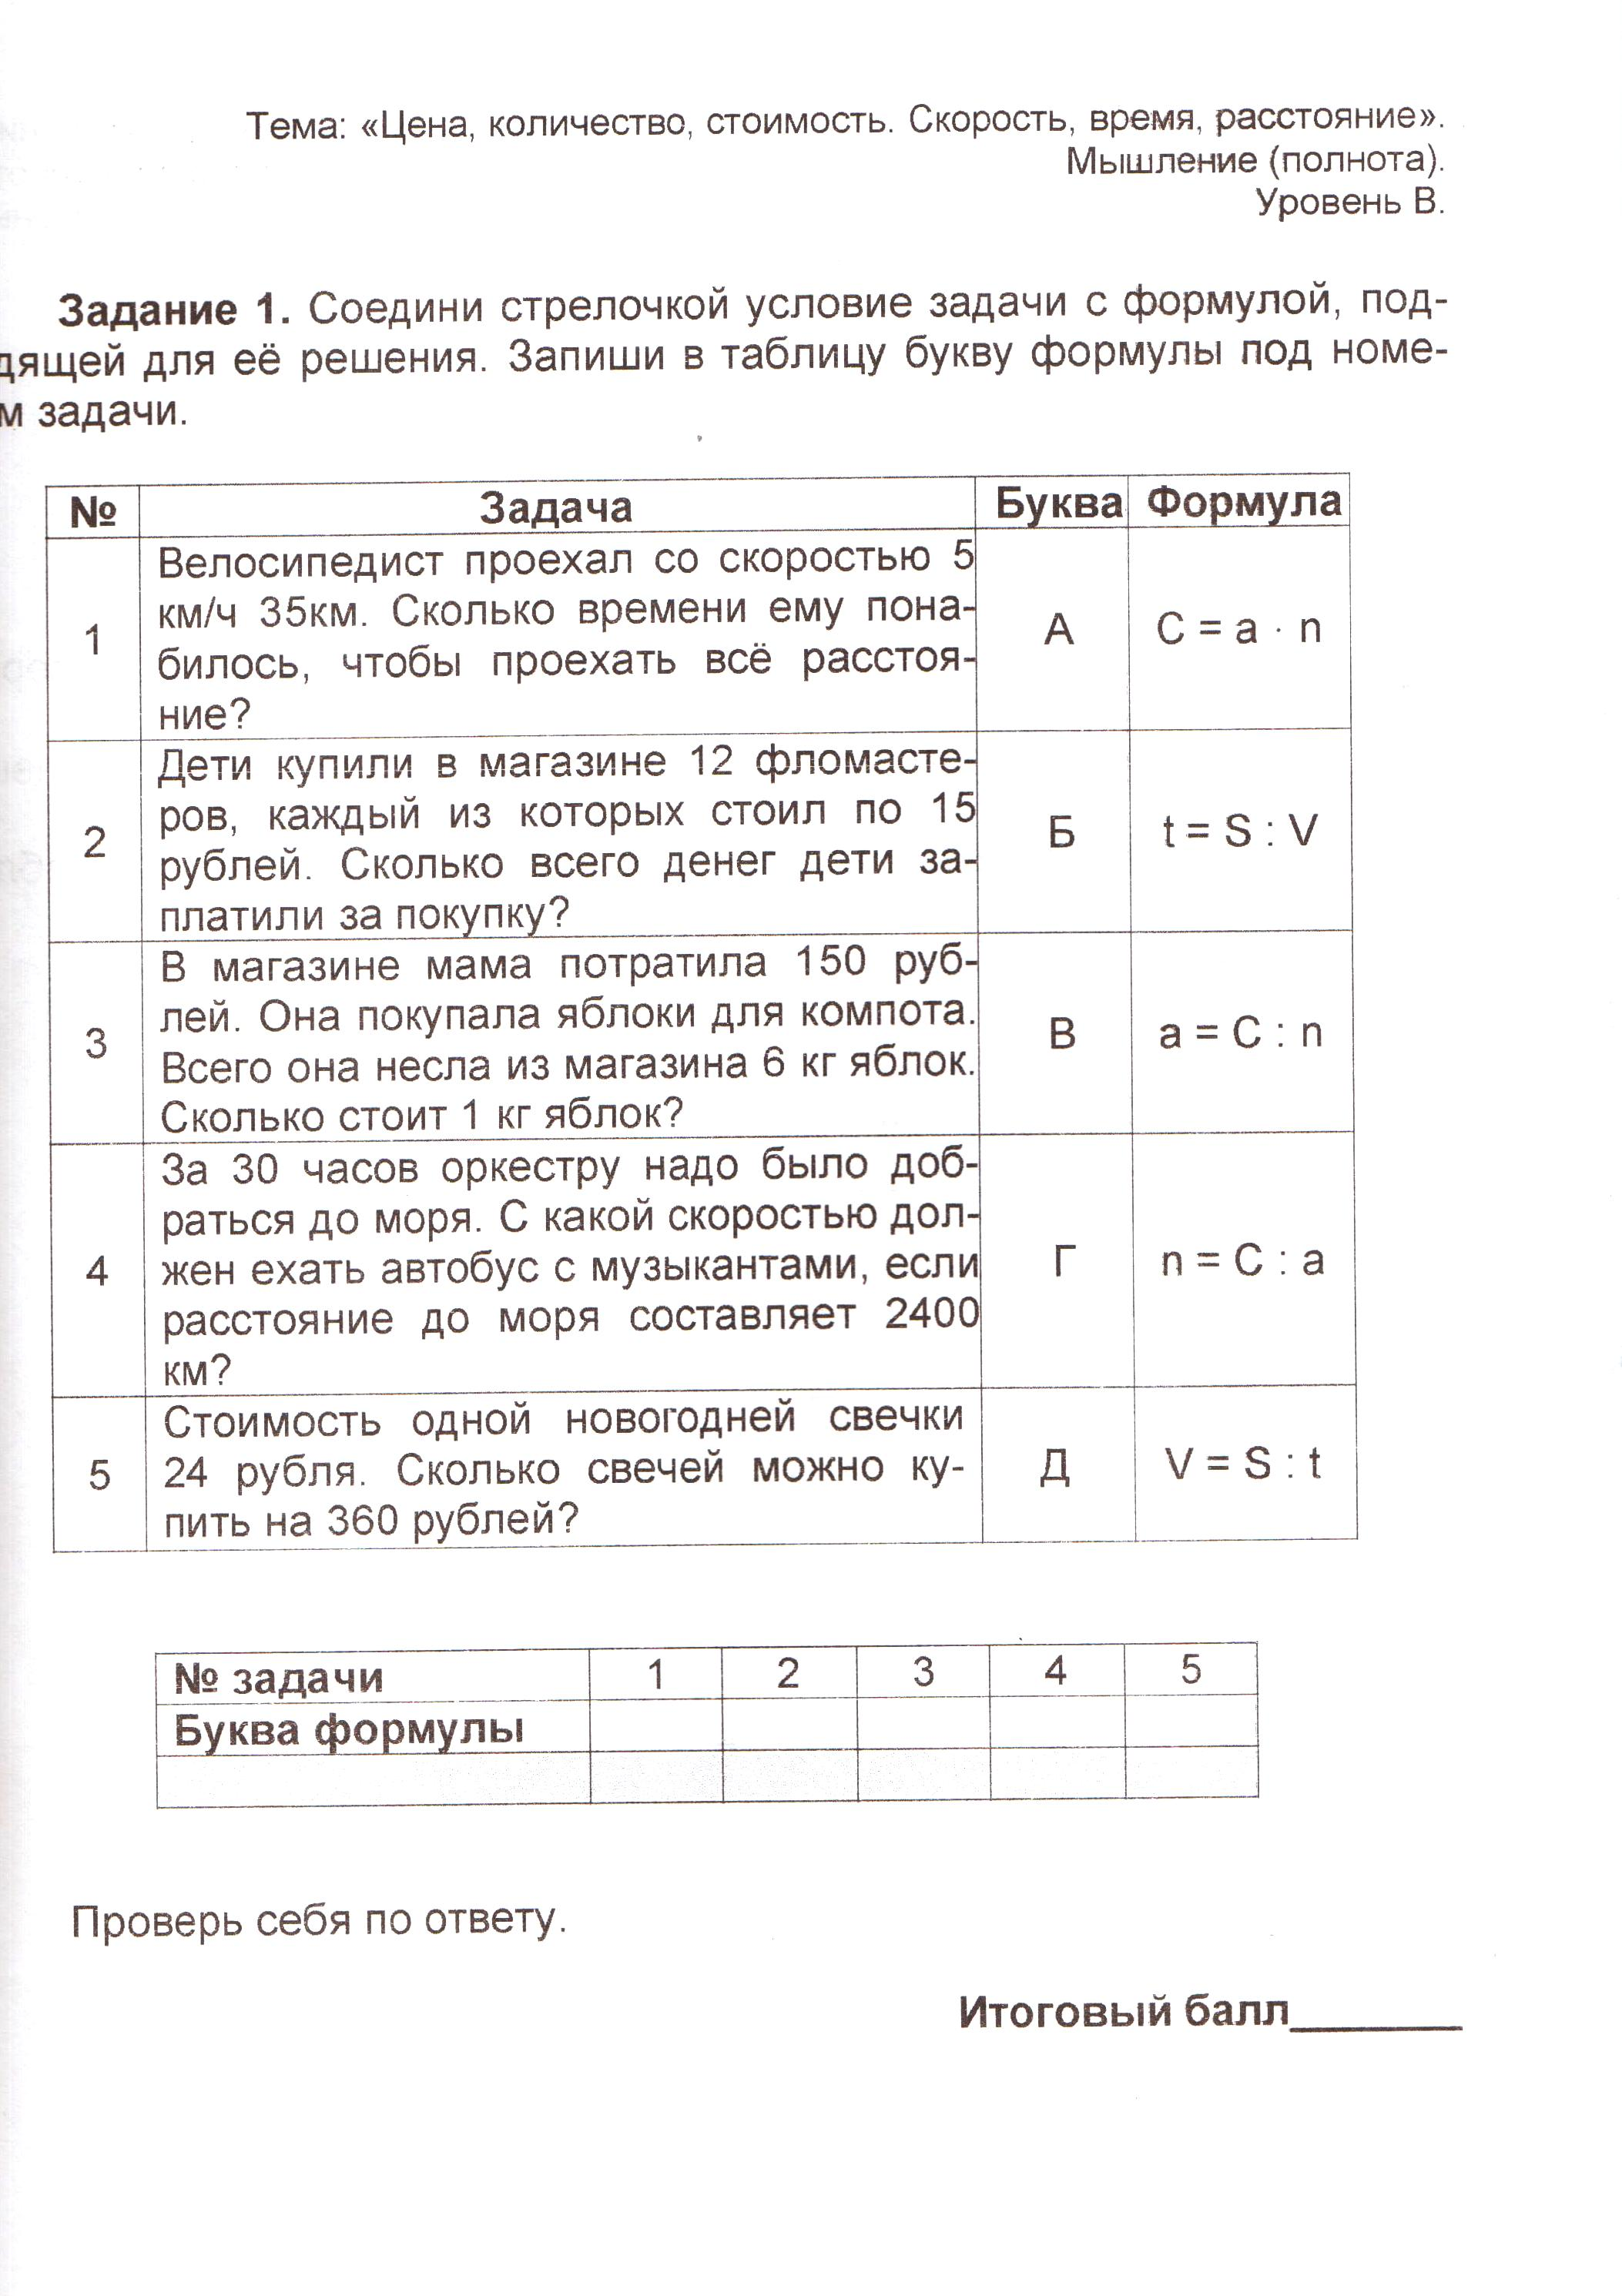 Тема: «Цена, количество, стоимость. Скорость, время, расстояние».
Мышление (полнота).
Уровень В.
Задание 1. Соедини стрелочкой условие задачи с формулой, под-
дящей для её решения. Запиши в таблицу букву формулы под номе-
м задачи.
№ Задача Буква Формула
1
Велосипедист проехал со скоростью 5
км/ч 35км. Сколько времени ему пона-
билось, чтобы проехать всё расстоя-
ние?
А
C = a · n
2
Дети купили в магазине 12 фломасте-
ров, каждый из которых стоил по 15
рублей. Сколько всего денег дети за-
платили за покупку?
Б
t = S : V
3
В магазине мама потратила 150 руб-
лей. Она покупала яблоки для компота.
Всего она несла из магазина 6 кг яблок.
Сколько стоит 1 кг яблок?
В
a = C : n
4
За 30 часов оркестру надо было доб-
раться до моря. С какой скоростью дол-
жен ехать автобус с музыкантами, если
расстояние до моря составляет 2400
км?
Г
n = C : a
5
Стоимость одной новогодней свечки
24 рубля. Сколько свечей можно ку-
пить на 360 рублей?
Д
V = S : t
№ задачи 1 2 3 4 5
Буква формулы
Проверь себя по ответу.
Итоговый балл_______